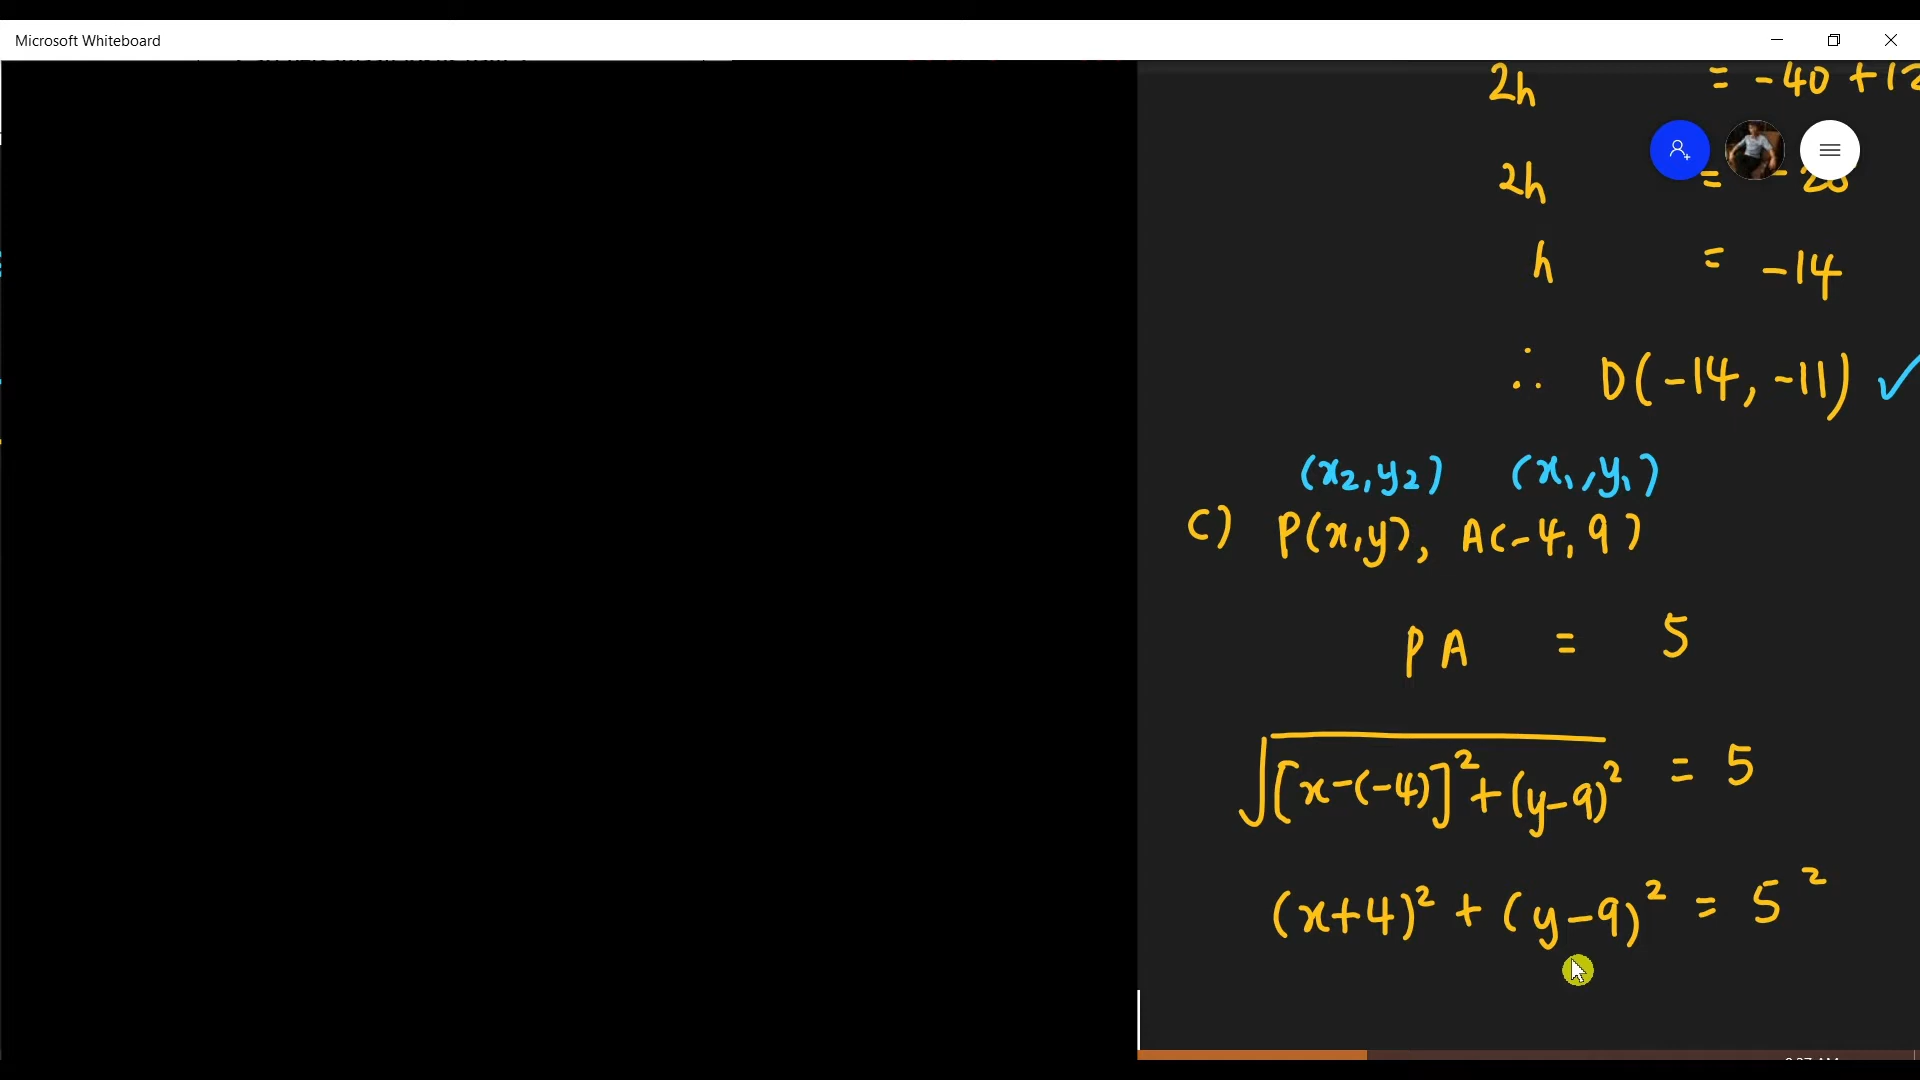 Microsoft Whiteboard
2h = -40 + 12
2h = -28
h = -14
∴ D(-14, -11) ✓
(x₂, y₂) (x₁, y₁)
C) P(x, y), A(-4, 9)
PA = 5
√[x-(-4)]²+(y-9)² = 5
(x+4)² + (y-9)² = 5²